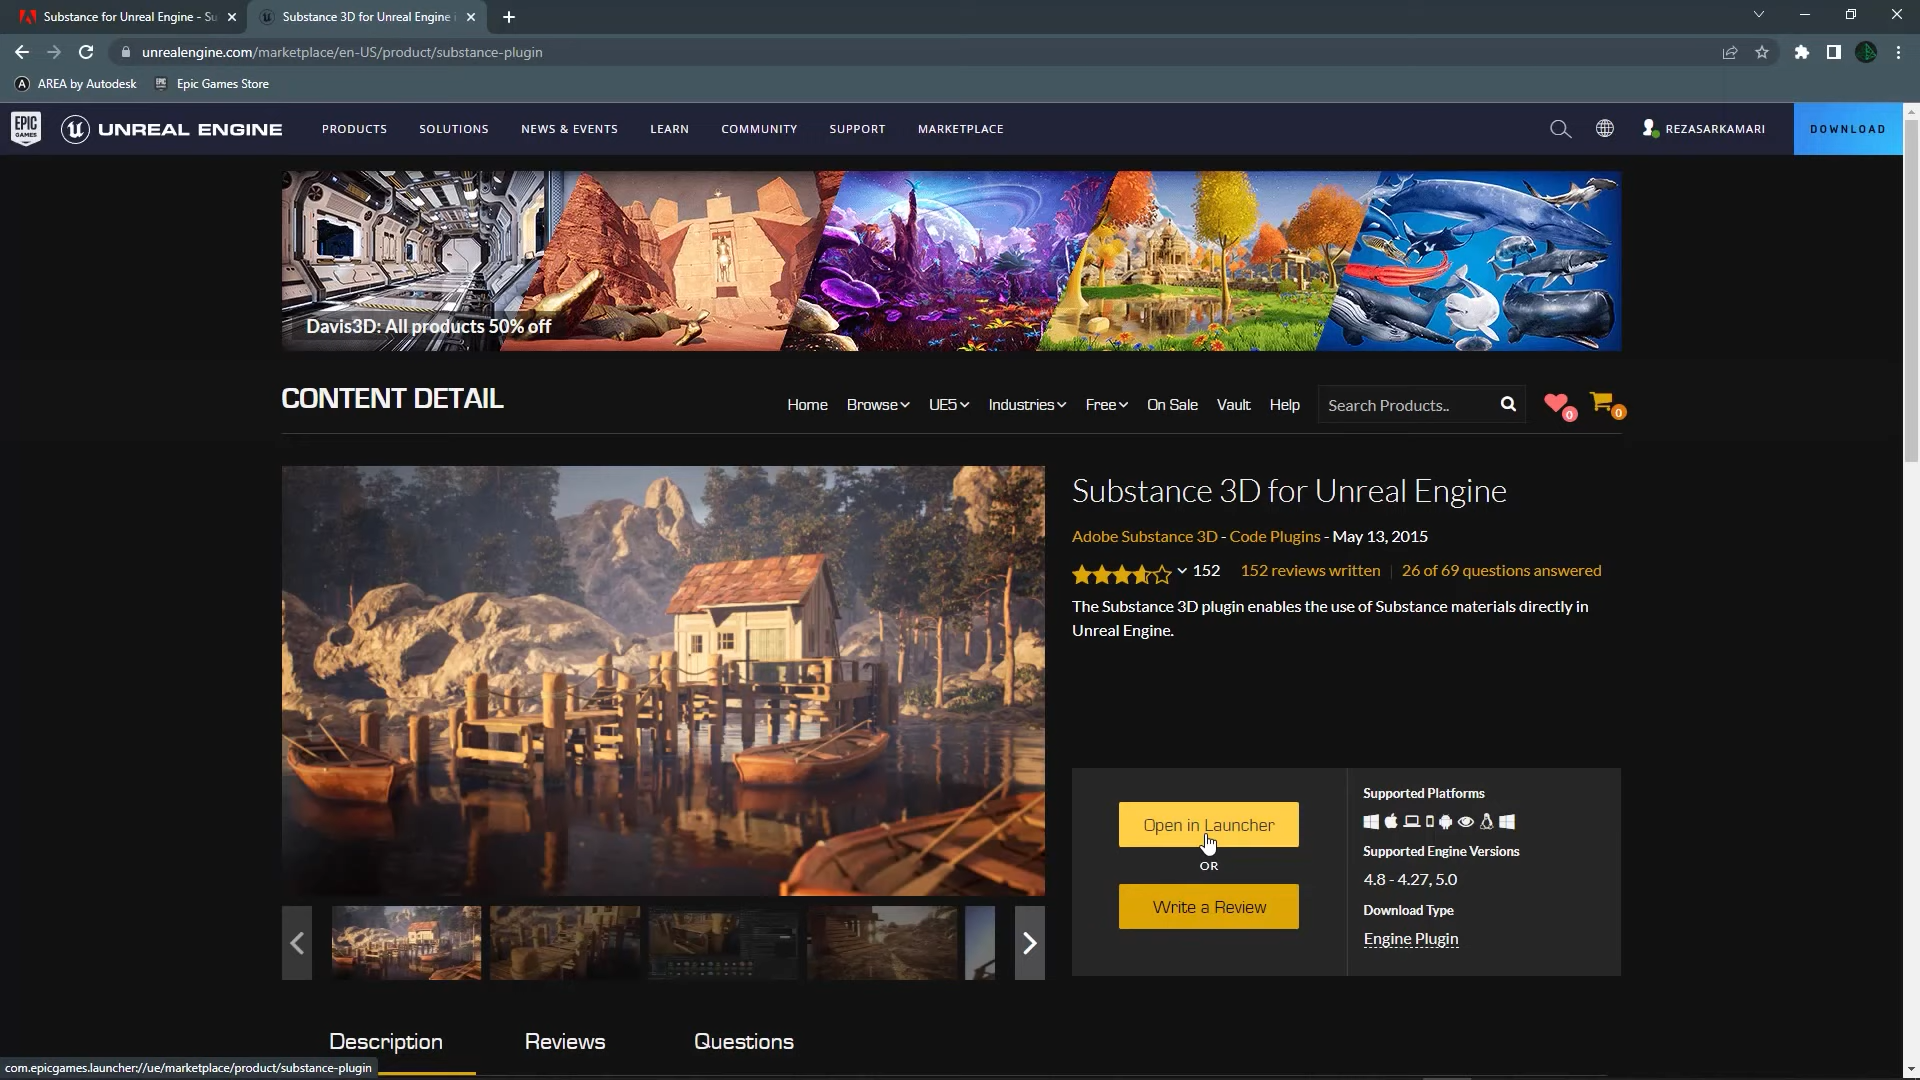 Substance for Unreal Engine - Su
Substance 3D for Unreal Engine i
unrealengine.com/marketplace/en-US/product/substance-plugin
AREA by Autodesk
Epic Games Store
EPIC GAMES
UNREAL ENGINE
PRODUCTS
SOLUTIONS
NEWS & EVENTS
LEARN
COMMUNITY
SUPPORT
MARKETPLACE
REZASARKAMARI
DOWNLOAD
Davis3D: All products 50% off
CONTENT DETAIL
Home
Browse
UE5
Industries
Free
On Sale
Vault
Help
Search Products..
0
0
Substance 3D for Unreal Engine
Adobe Substance 3D - Code Plugins - May 13, 2015
152
152 reviews written
26 of 69 questions answered
The Substance 3D plugin enables the use of Substance materials directly in
Unreal Engine.
Open in Launcher
OR
Write a Review
Supported Platforms
Supported Engine Versions
4.8 - 4.27, 5.0
Download Type
Engine Plugin
Description
Reviews
Questions
com.epicgames.launcher://ue/marketplace/product/substance-plugin